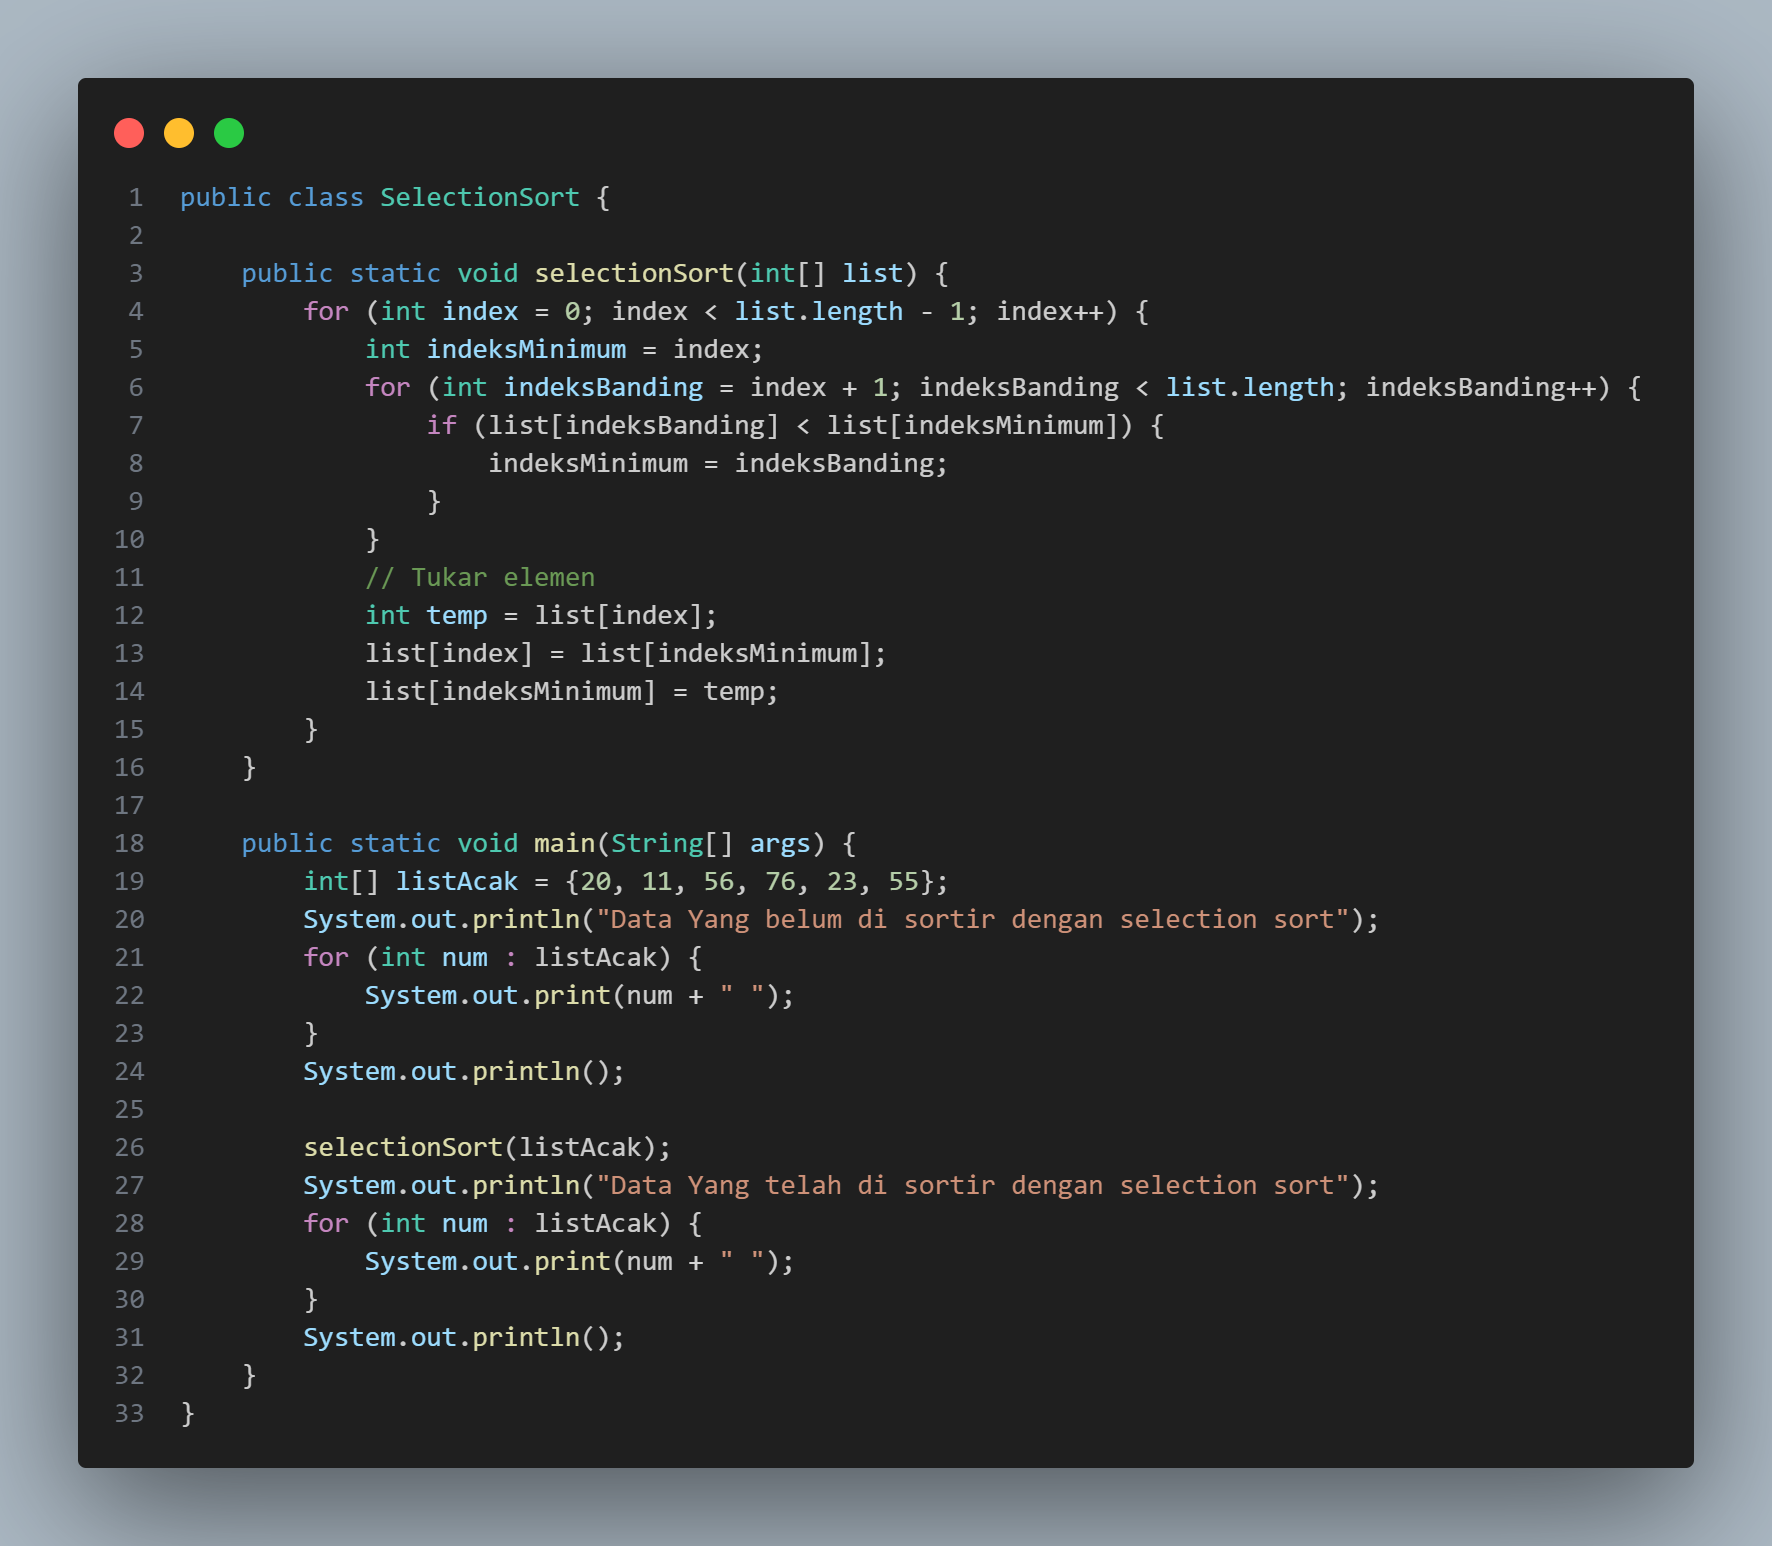 1 public class SelectionSort {
2
3     public static void selectionSort(int[] list) {
4         for (int index = 0; index < list.length - 1; index++) {
5             int indeksMinimum = index;
6             for (int indeksBanding = index + 1; indeksBanding < list.length; indeksBanding++) {
7                 if (list[indeksBanding] < list[indeksMinimum]) {
8                     indeksMinimum = indeksBanding;
9                 }
10             }
11             // Tukar elemen
12             int temp = list[index];
13             list[index] = list[indeksMinimum];
14             list[indeksMinimum] = temp;
15         }
16     }
17
18     public static void main(String[] args) {
19         int[] listAcak = {20, 11, 56, 76, 23, 55};
20         System.out.println("Data Yang belum di sortir dengan selection sort");
21         for (int num : listAcak) {
22             System.out.print(num + " ");
23         }
24         System.out.println();
25
26         selectionSort(listAcak);
27         System.out.println("Data Yang telah di sortir dengan selection sort");
28         for (int num : listAcak) {
29             System.out.print(num + " ");
30         }
31         System.out.println();
32     }
33 }